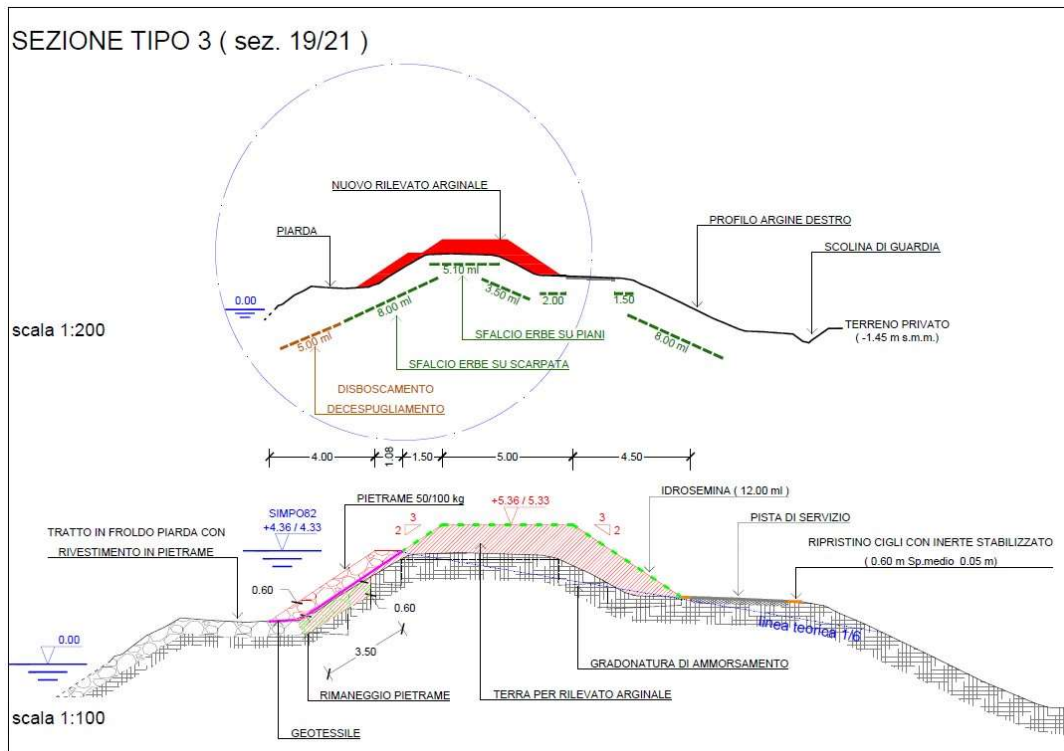 SEZIONE TIPO 3 ( sez. 19/21 )
NUOVO RILEVATO ARGINALE
PIARDA
PROFILO ARGINE DESTRO
SCOLINA DI GUARDIA
0.00
5.10 ml
3.50 ml
2.00
1.50
8.00 ml
8.00 ml
5.00 ml
scala 1:200
TERRENO PRIVATO
( -1.45 m s.m.m.)
SFALCIO ERBE SU PIANI
SFALCIO ERBE SU SCARPATA
DISBOSCAMENTO
DECESPUGLIAMENTO
4.00
1.08
1.50
5.00
4.50
PIETRAME 50/100 kg
+5.36 / 5.33
IDROSEMINA ( 12.00 ml )
3
2
3
2
SIMPO82
+4.36 / 4.33
PISTA DI SERVIZIO
TRATTO IN FROLDO PIARDA CON
RIVESTIMENTO IN PIETRAME
RIPRISTINO CIGLI CON INERTE STABILIZZATO
( 0.60 m Sp.medio 0.05 m)
0.60
0.60
0.00
linea teorica 1/6
3.50
GRADONATURA DI AMMORSAMENTO
RIMANEGGIO PIETRAME
TERRA PER RILEVATO ARGINALE
scala 1:100
GEOTESSILE